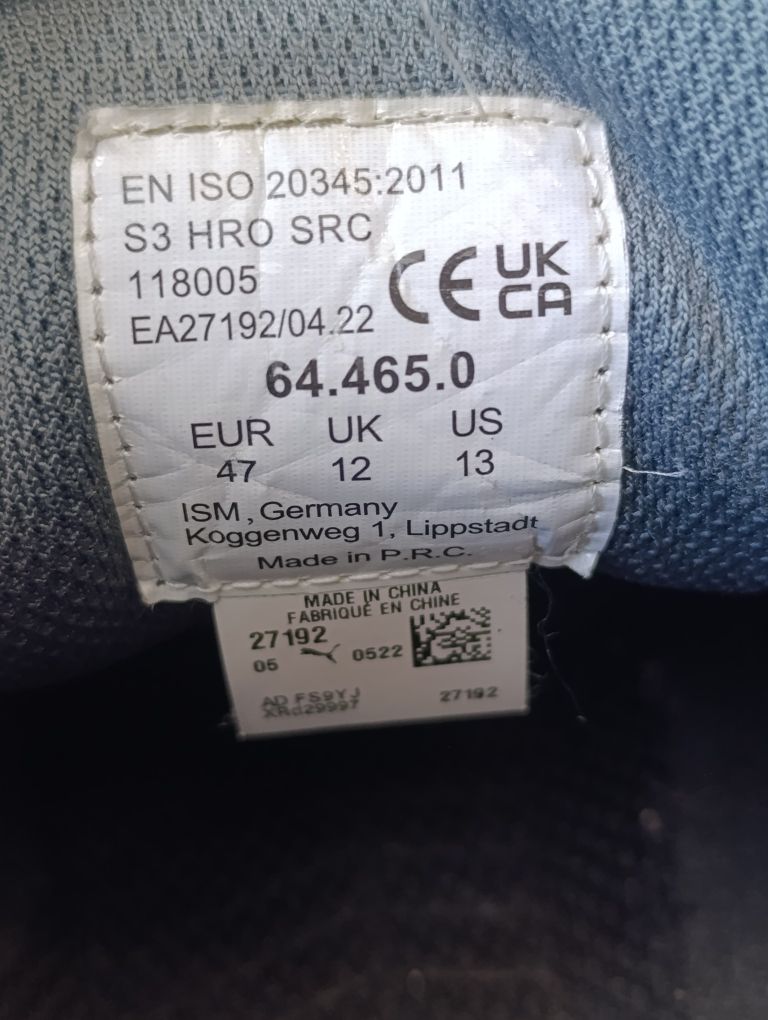 EN ISO 20345:2011
S3 HRO SRC
118005
EA27192/04.22
CE UK CA
64.465.0
EUR UK US
47 12 13
ISM, Germany
Koggenweg 1, Lippstadt
Made in P.R.C.
MADE IN CHINA
FABRIQUÉ EN CHINE
27192
05 0522
AD FS9YJ 27192
XRd29997